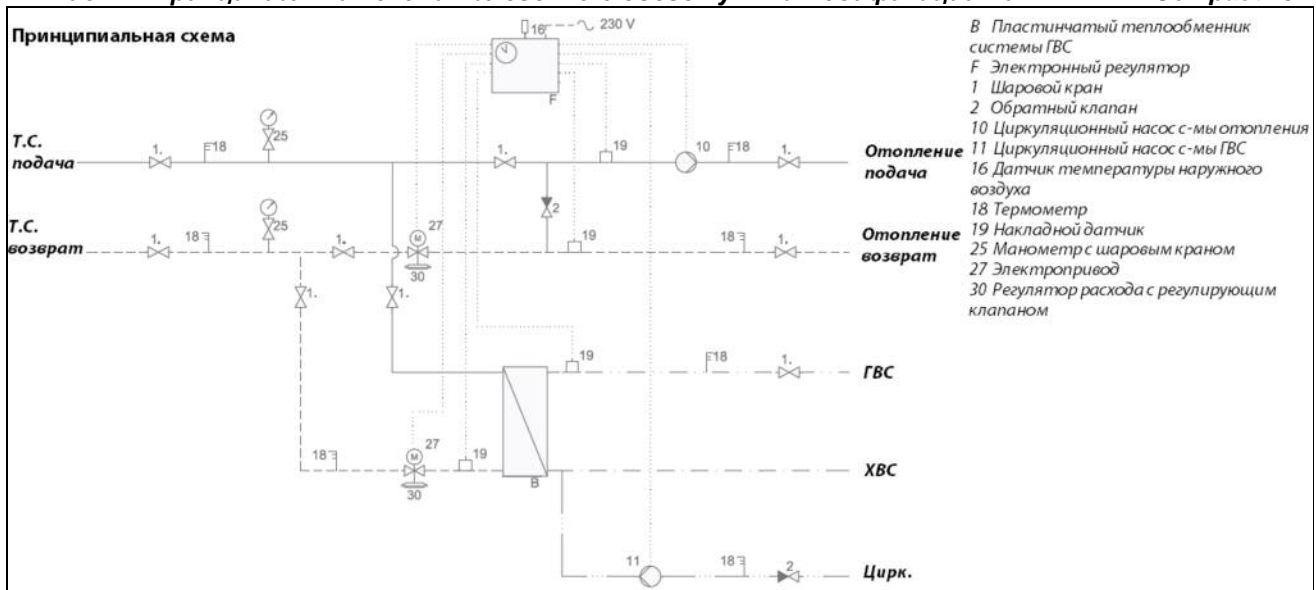 Принципиальная схема
16
230 V
F
Т.С.
подача
1.
18
25
1.
19
10
18
1.
Отопление
подача
2
Т.С.
возврат
1.
18
25
1.
27
M
30
19
18
1.
Отопление
возврат
1.
1.
19
18
1.
ГВС
18
27
M
30
19
B
ХВС
11
18
2
Цирк.
B Пластинчатый теплообменник
системы ГВС
F Электронный регулятор
1 Шаровой кран
2 Обратный клапан
10 Циркуляционный насос с-мы отопления
11 Циркуляционный насос с-мы ГВС
16 Датчик температуры наружного
воздуха
18 Термометр
19 Накладной датчик
25 Манометр с шаровым краном
27 Электропривод
30 Регулятор расхода с регулирующим
клапаном